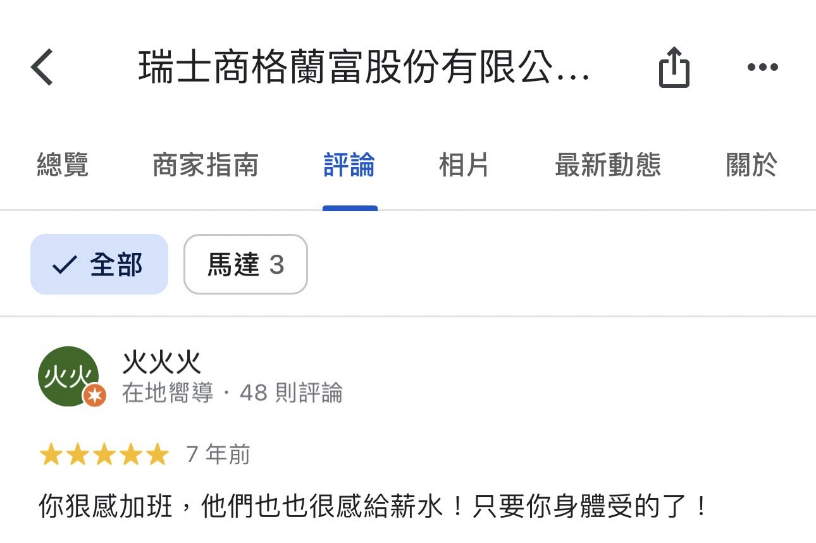 瑞士商格蘭富股份有限公...
總覽 商家指南 評論 相片 最新動態 關於
全部 馬達 3
火火
火火火
在地嚮導・48 則評論
7 年前
你狠感加班，他們也也很感給薪水！只要你身體受的了！